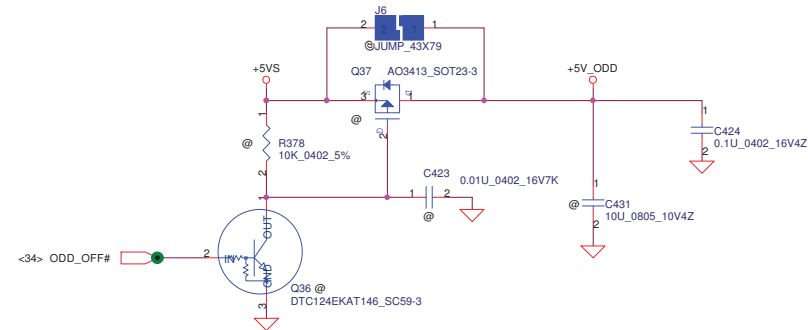 J6
2 2 1 1
@ JUMP_43X79
+5VS
Q37 AO3413_SOT23-3
+5V_ODD
3 S D 1
@
G
2
1
@ R378
10K_0402_5%
2
C423
0.01U_0402_16V7K
1 2
@
1
C424
0.1U_0402_16V4Z
2
1
@ C431
10U_0805_10V4Z
2
1
OUT
<34> ODD_OFF#
2
IN
GND
3
Q36 @
DTC124EKAT146_SC59-3